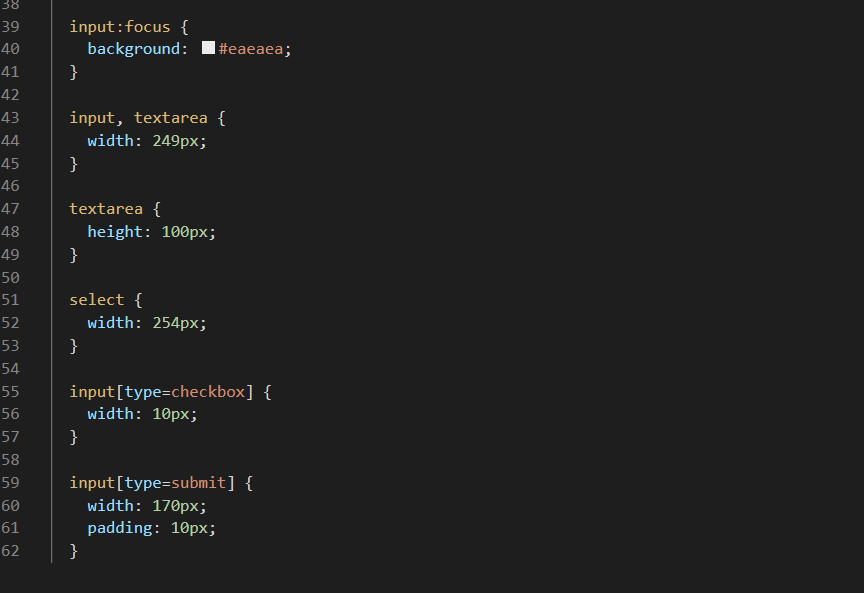 38
39 input:focus {
40 background: #eaeaea;
41 }
42
43 input, textarea {
44 width: 249px;
45 }
46
47 textarea {
48 height: 100px;
49 }
50
51 select {
52 width: 254px;
53 }
54
55 input[type=checkbox] {
56 width: 10px;
57 }
58
59 input[type=submit] {
60 width: 170px;
61 padding: 10px;
62 }